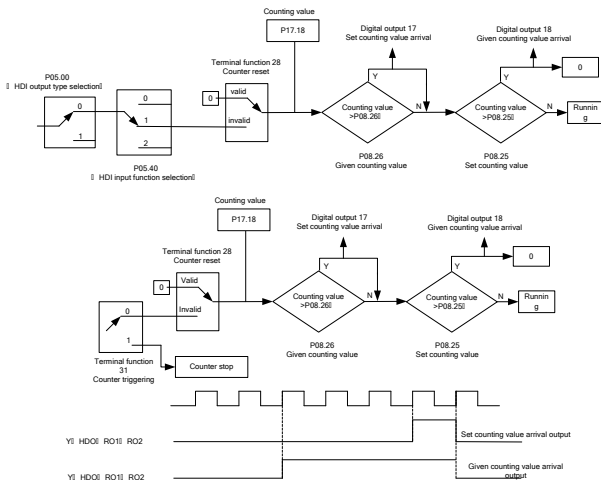 Counting value
P17.18
Digital output 17
Set counting value arrival
Digital output 18
Given counting value arrival
Terminal function 28
Counter reset
P05.00
HDI output type selection
0
1
0
1
2
P05.40
HDI input function selection
0
valid
invalid
Counting value
>P08.26
Y
N
P08.26
Given counting value
Counting value
>P08.25
Y
N
0
Runnin
g
P08.25
Set counting value
Counting value
P17.18
Digital output 17
Set counting value arrival
Digital output 18
Given counting value arrival
Terminal function 28
Counter reset
0
Valid
Invalid
0
1
Terminal function
31
Counter triggering
Counter stop
Counting value
>P08.26
Y
N
P08.26
Given counting value
Counting value
>P08.25
Y
N
0
Runnin
g
P08.25
Set counting value
Y HDO RO1 RO2
Set counting value arrival output
Y HDO RO1 RO2
Given counting value arrival
output